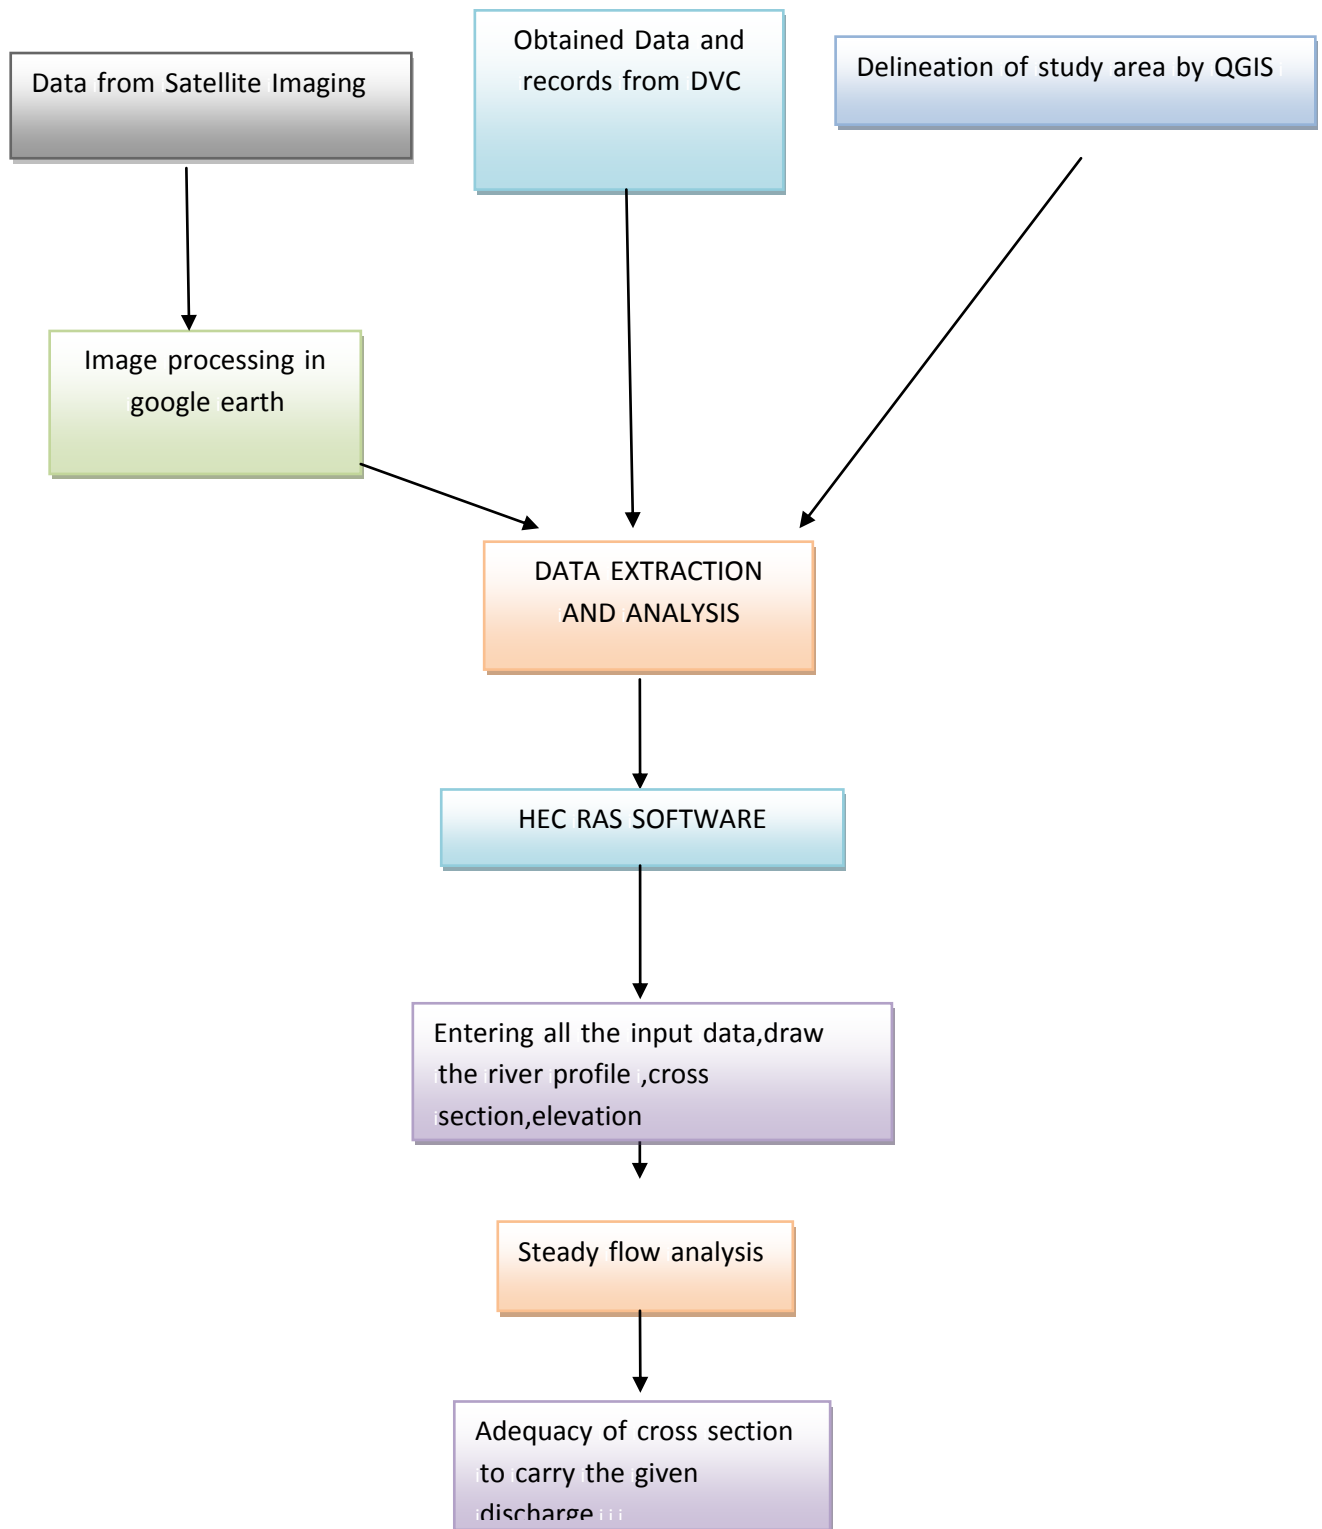 Data from Satellite Imaging
Obtained Data and
records from DVC
Delineation of study area by QGIS
Image processing in
google earth
DATA EXTRACTION
AND ANALYSIS
HEC RAS SOFTWARE
Entering all the input data,draw
the river profile ,cross
section,elevation
Steady flow analysis
Adequacy of cross section
to carry the given
discharge